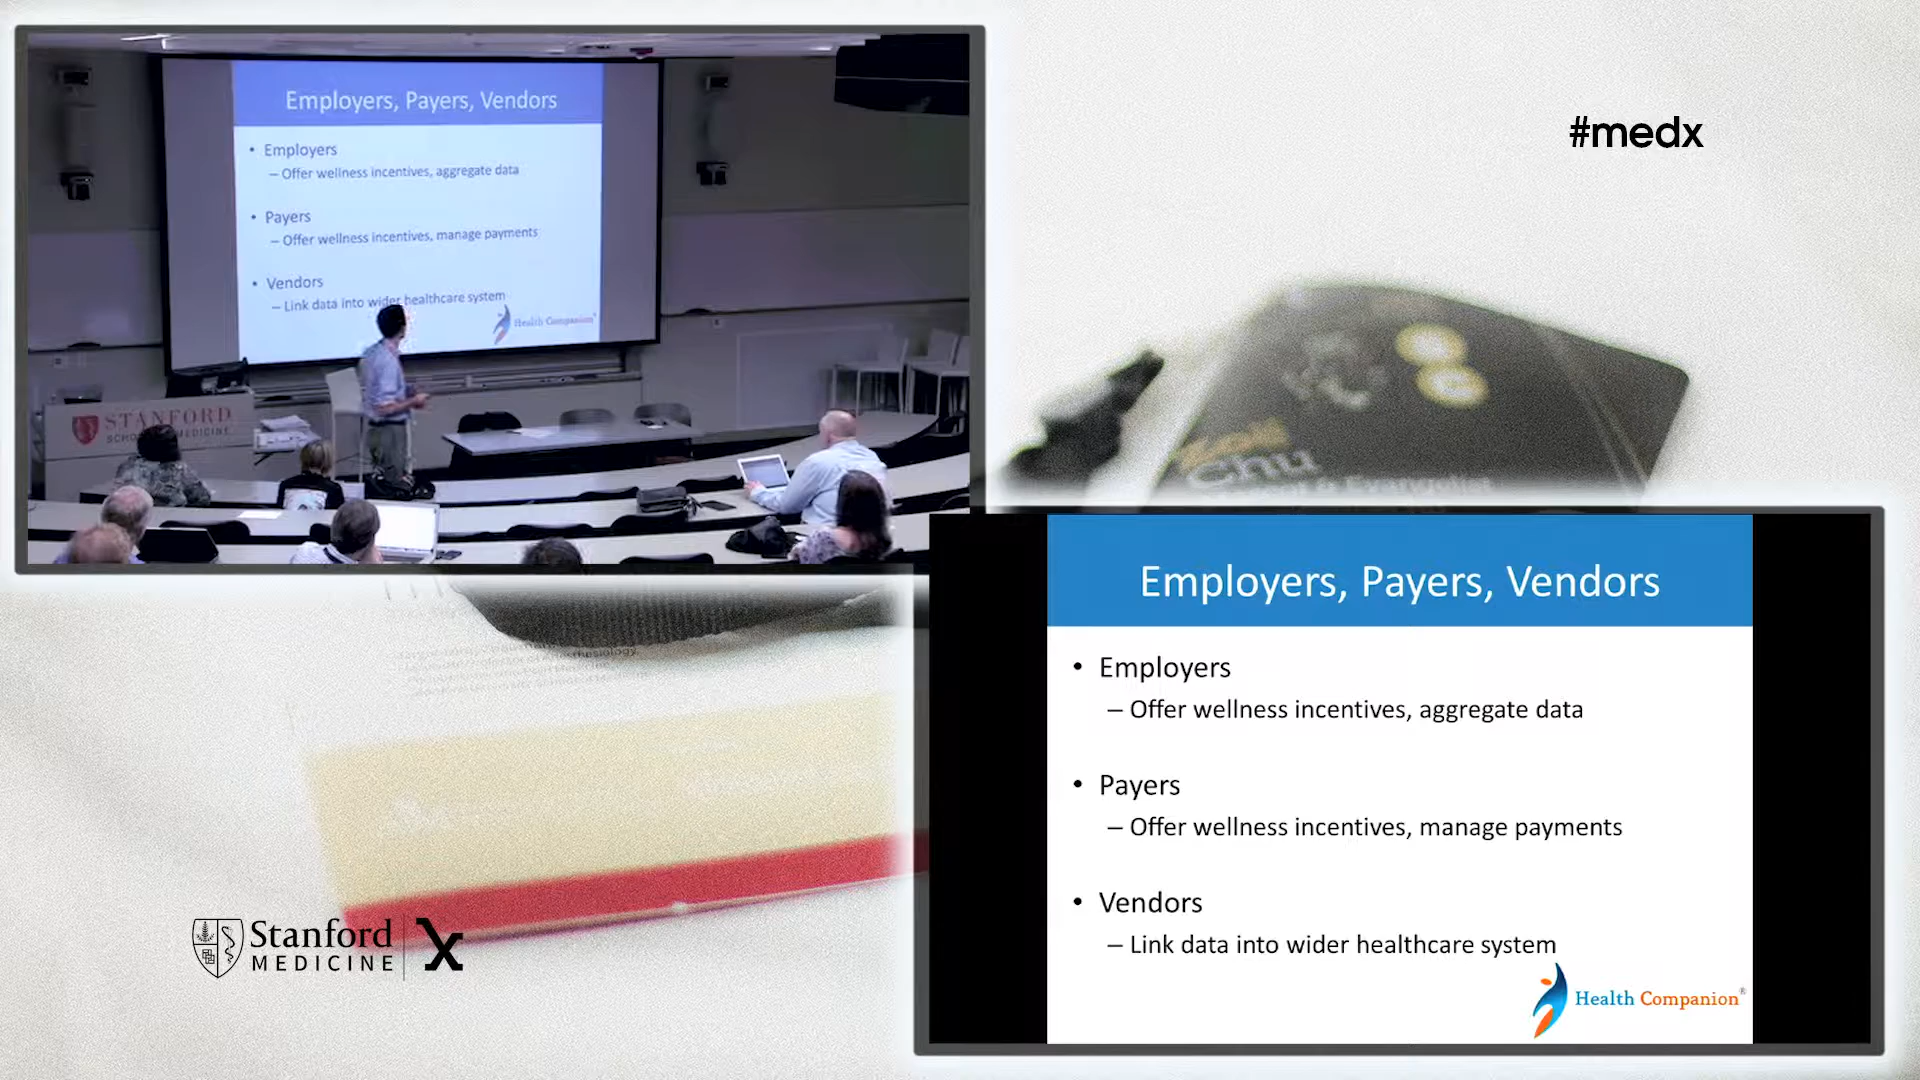 Employers, Payers, Vendors
• Employers
– Offer wellness incentives, aggregate data
• Payers
– Offer wellness incentives, manage payments
• Vendors
– Link data into wider healthcare system
Health Companion®
STANFORD
SCHOOL OF MEDICINE
#medx
Chu
Employers, Payers, Vendors
• Employers
– Offer wellness incentives, aggregate data
• Payers
– Offer wellness incentives, manage payments
• Vendors
– Link data into wider healthcare system
Health Companion®
Stanford
MEDICINE
X